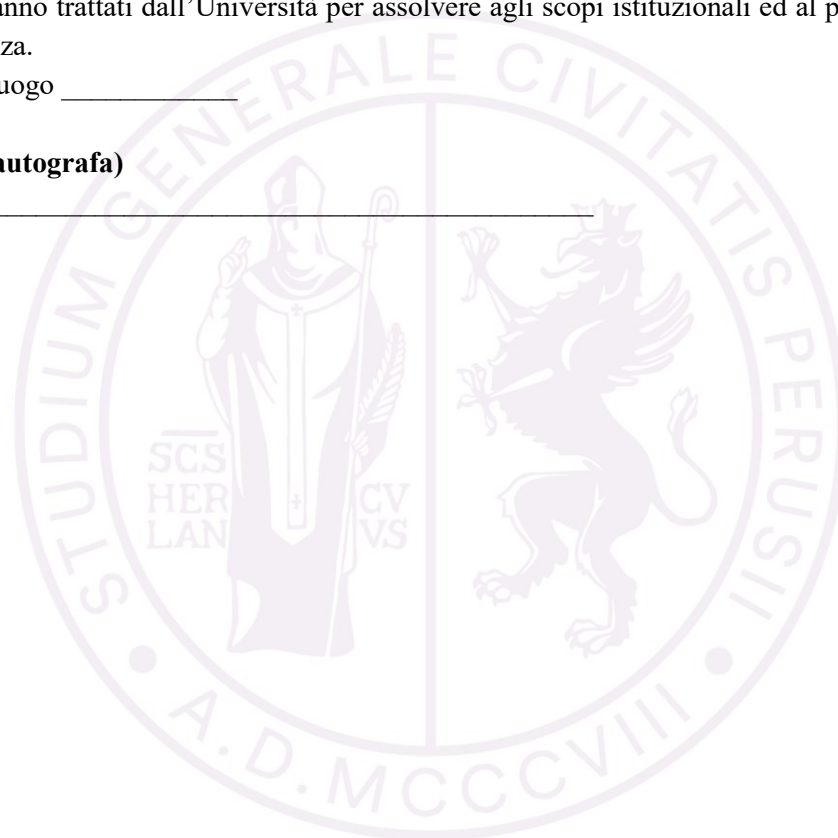 anno trattati dall'Università per assolvere agli scopi istituzionali ed al p
za.
uogo ____________
autografa)
STUDIUM GENERALE CIVITATIS PERUSII
SCS
HER
LAN
CV
VS
A.D.MCCCVIII